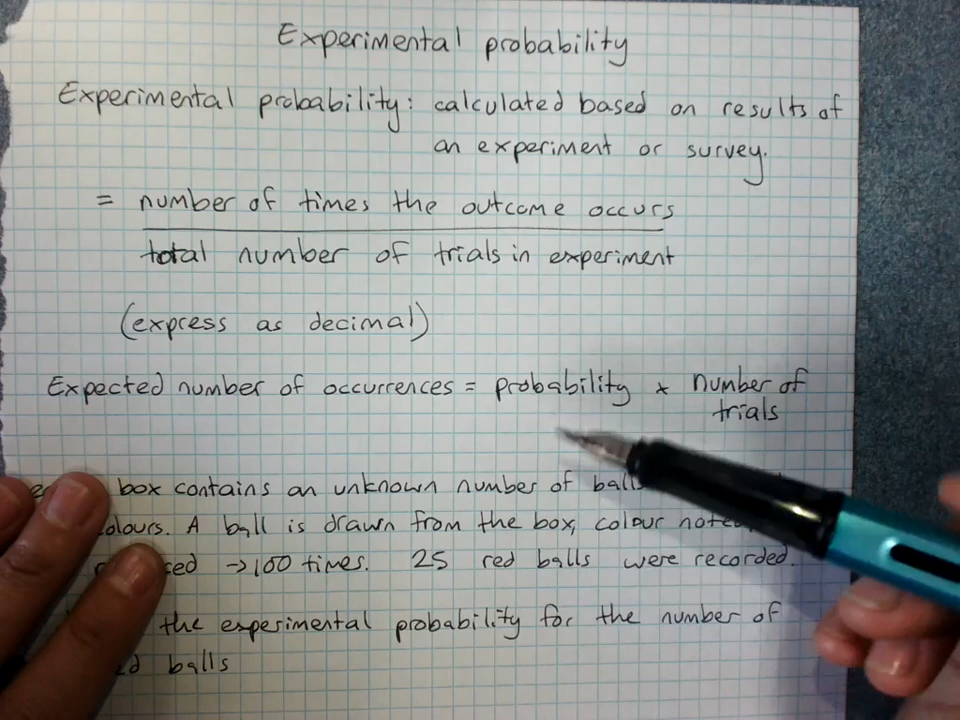 Experimental probability
Experimental probability: calculated based on results of
an experiment or survey.
= number of times the outcome occurs
total number of trials in experiment
(express as decimal)
Expected number of occurrences = probability × number of
trials
box contains an unknown number of balls
olours. A ball is drawn from the box, colour note
ced → 100 times. 25 red balls were recorded.
the experimental probability for the number of
balls